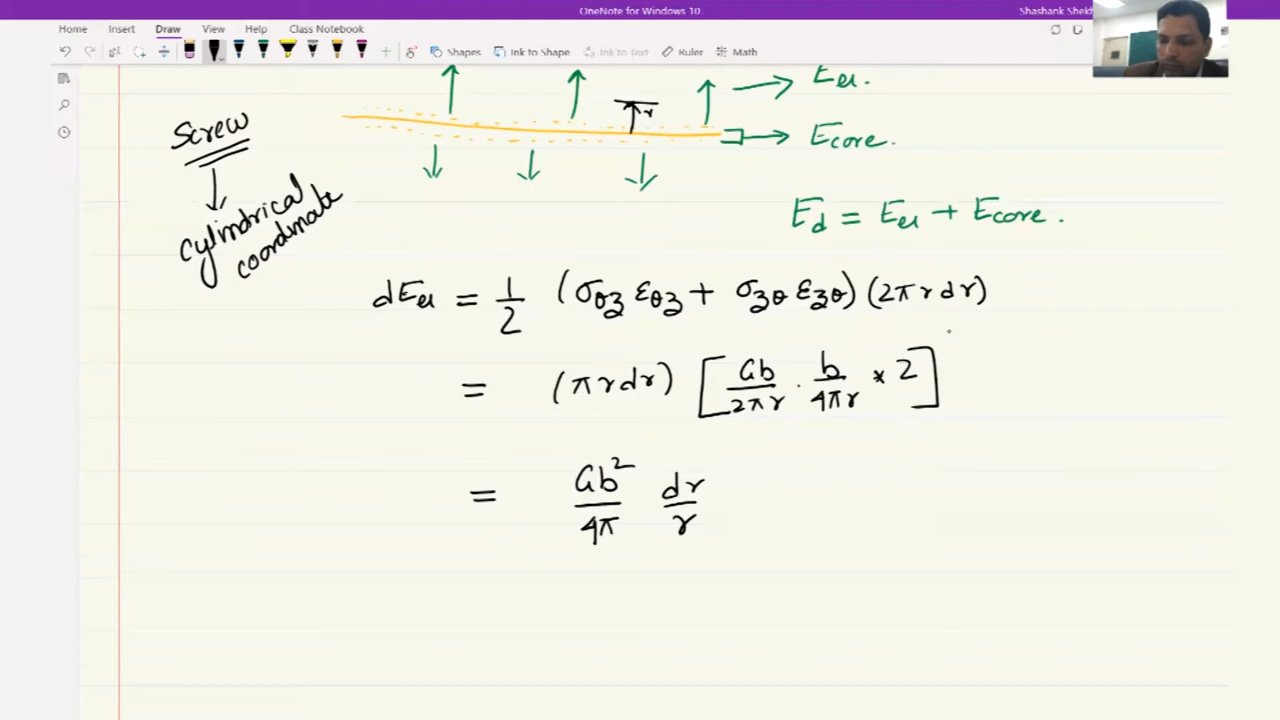 OneNote for Windows 10
Shashank Shekh
Home Insert Draw View Help Class Notebook
Shapes Ink to Shape Ink to Text Ruler Math
E_el.
r
Screw
E_core.
cylindrical
coordinate
E_d = E_el + E_core.
dE_el = 1/2 (σ_θz ε_θz + σ_zθ ε_zθ) (2πr dr)
= (πr dr) [Gb/2πr · b/4πr * 2]
= Gb²/4π dr/r